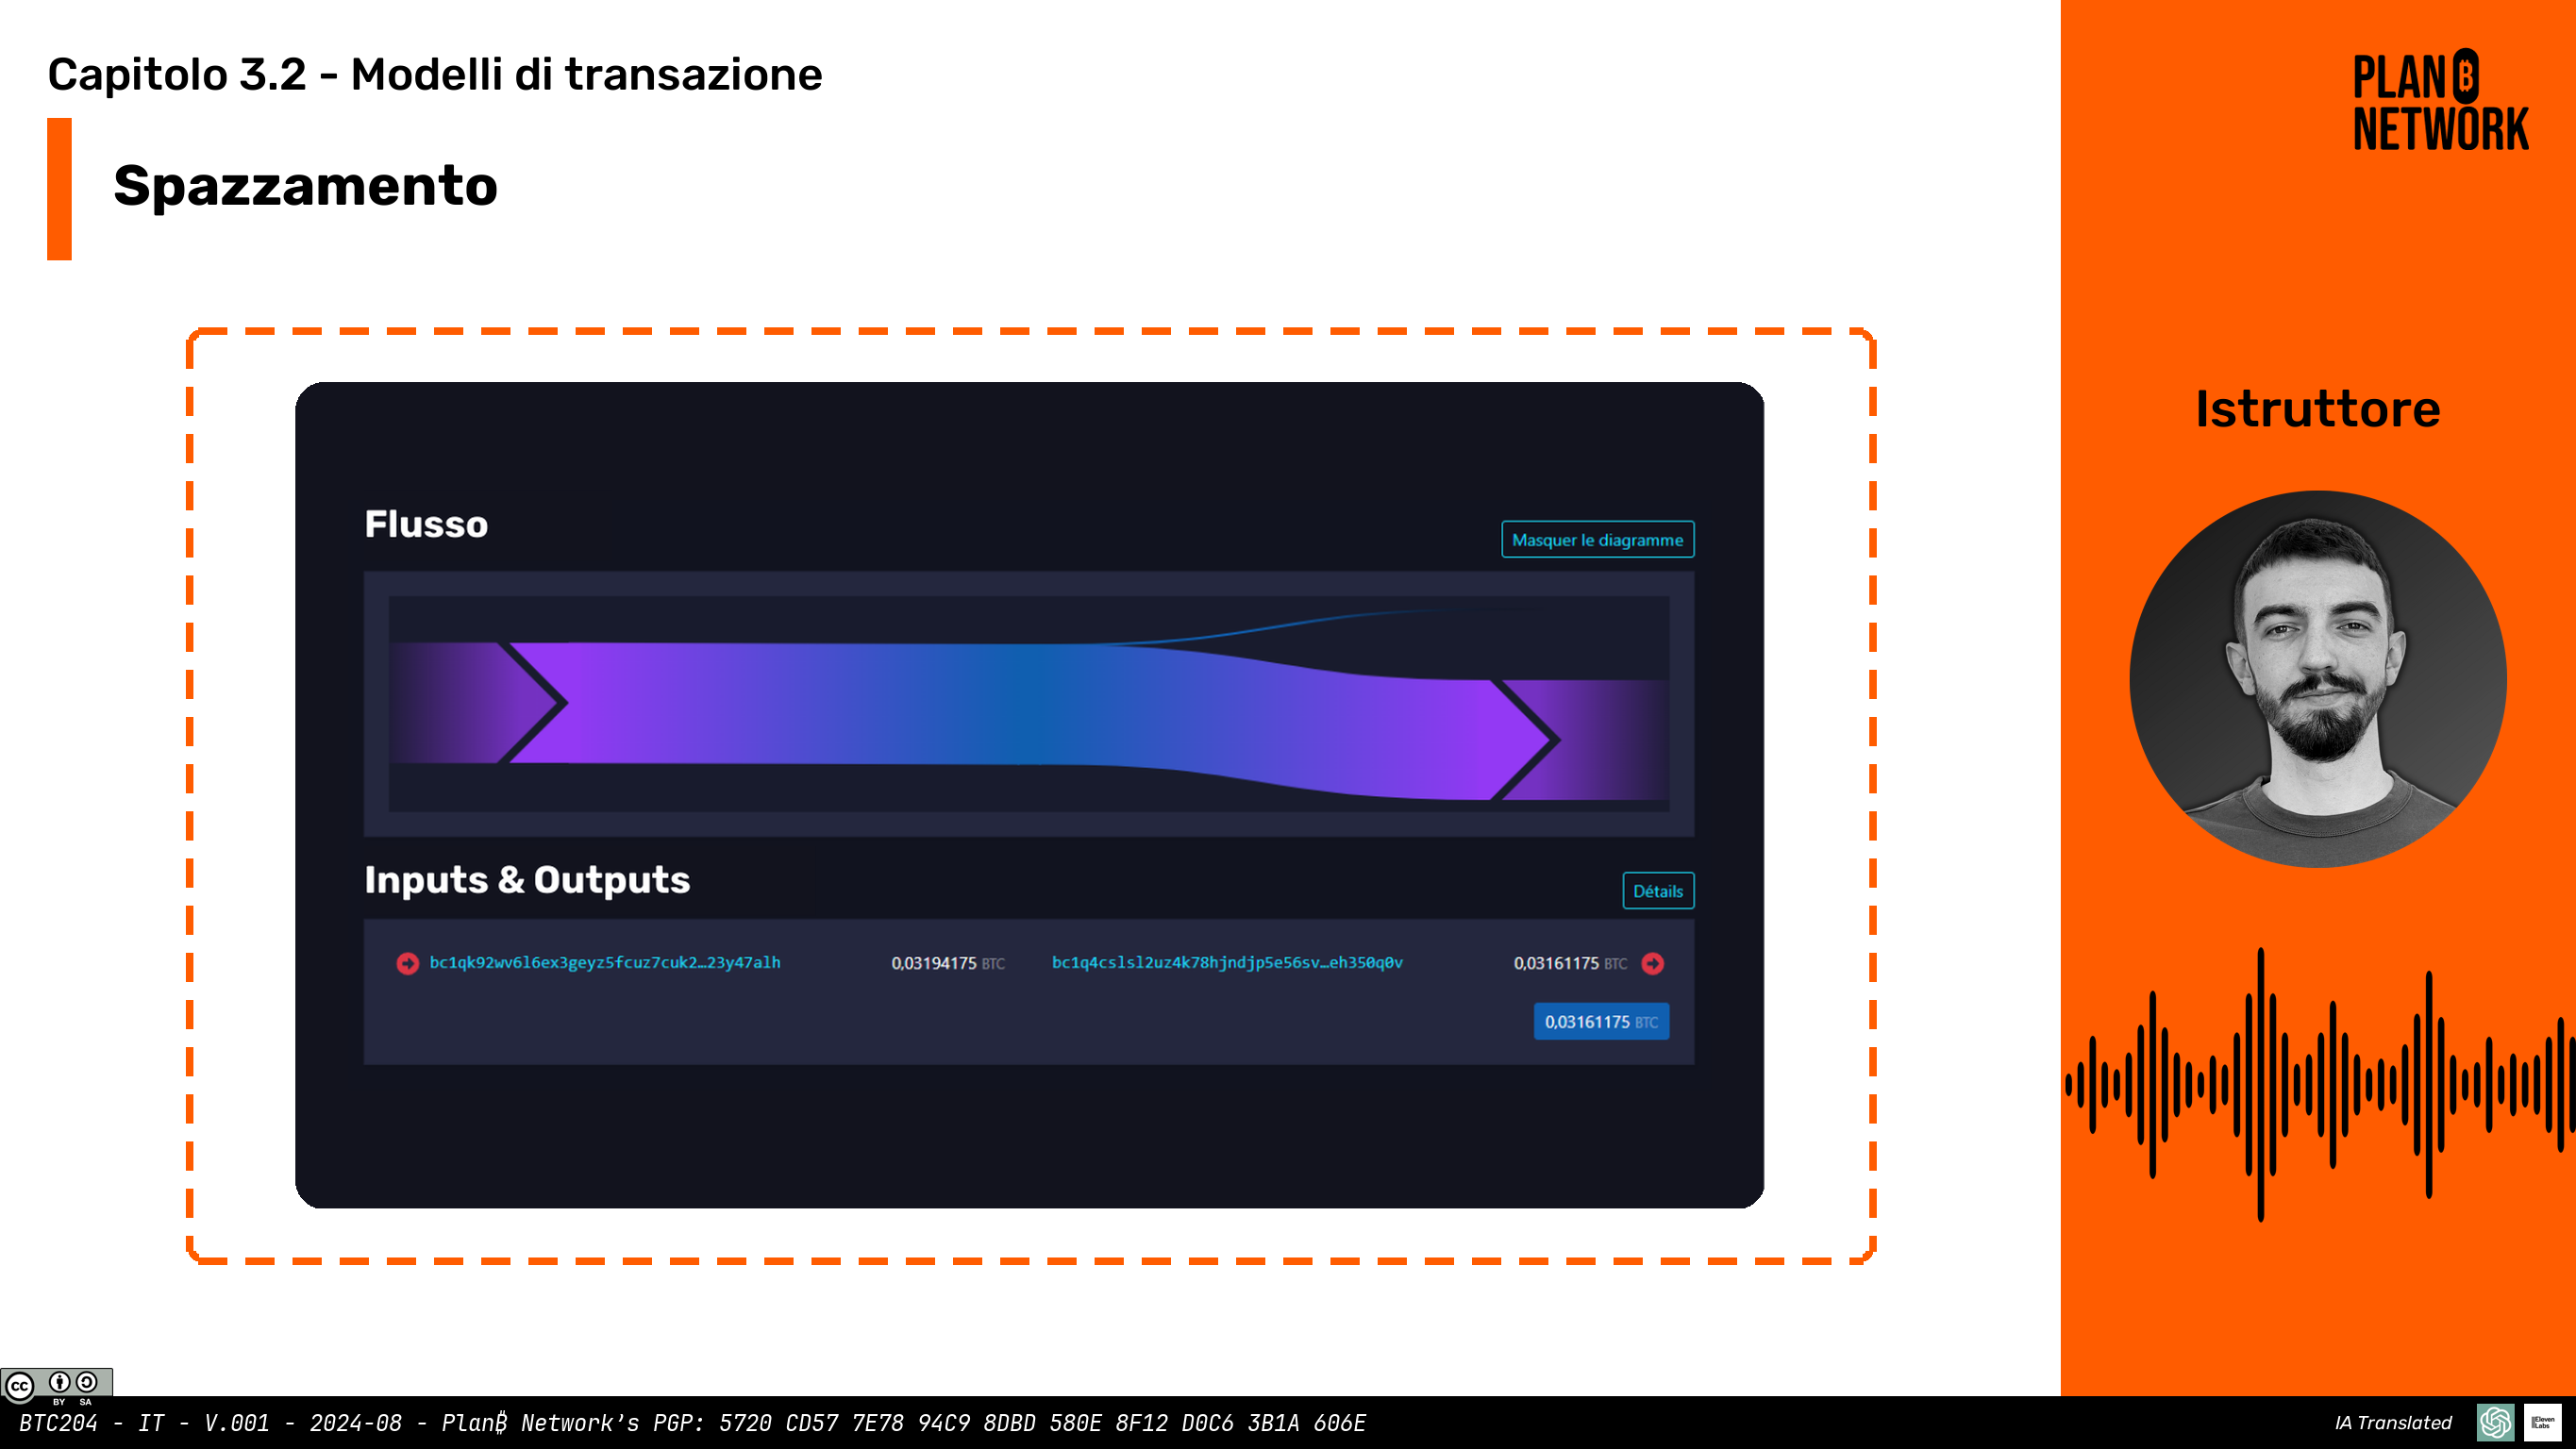 Capitolo 3.2 - Modelli di transazione
Spazzamento
PLAN ₿
NETWORK
Istruttore
Flusso
Masquer le diagramme
Inputs & Outputs
Détails
bc1qk92wv6l6ex3geyz5fcuz7cuk2…23y47alh 0,03194175 BTC bc1q4cslsl2uz4k78hjndjp5e56sv…eh350q0v 0,03161175 BTC
0,03161175 BTC
cc BY SA
BTC204 - IT - V.001 - 2024-08 - Plan₿ Network's PGP: 5720 CD57 7E78 94C9 8DBD 580E 8F12 D0C6 3B1A 606E
IA Translated
IIElevenLabs